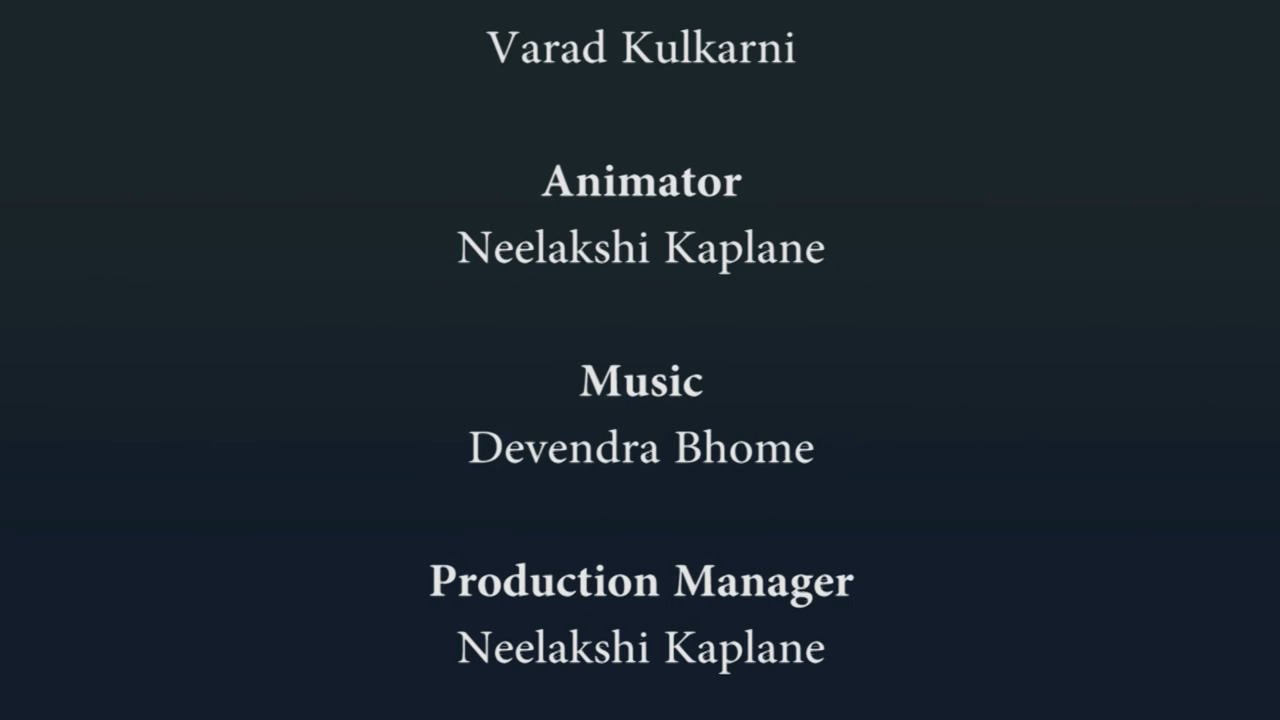 Varad Kulkarni
Animator
Neelakshi Kaplane
Music
Devendra Bhome
Production Manager
Neelakshi Kaplane